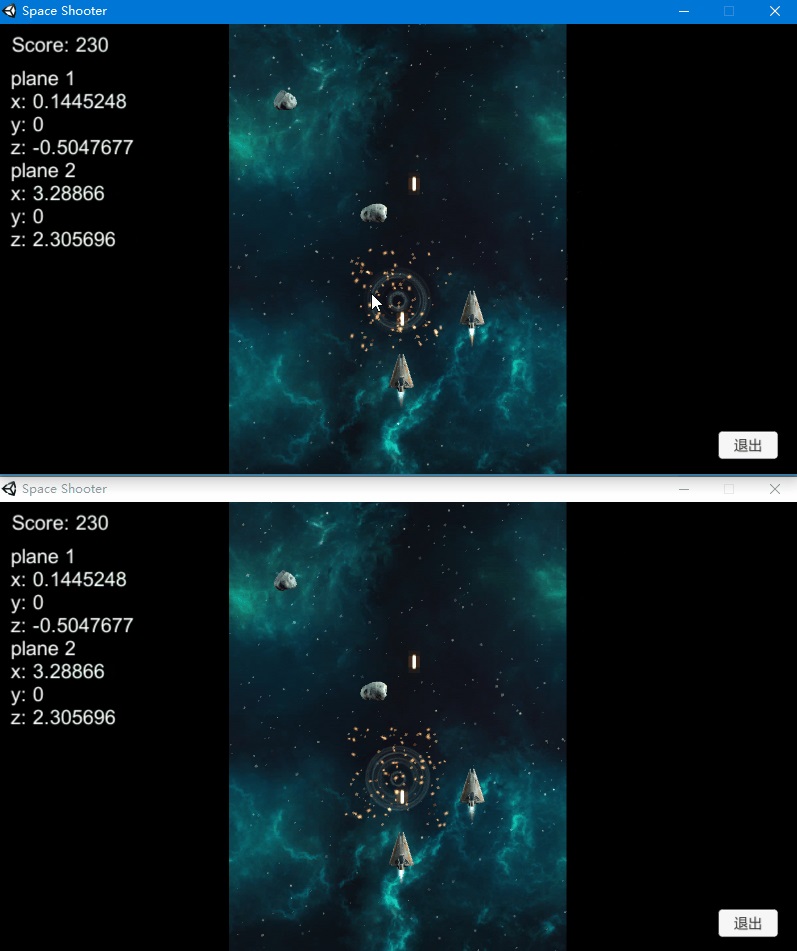 Space Shooter
Score: 230
plane 1
x: 0.1445248
y: 0
z: -0.5047677
plane 2
x: 3.28866
y: 0
z: 2.305696
退出
Space Shooter
Score: 230
plane 1
x: 0.1445248
y: 0
z: -0.5047677
plane 2
x: 3.28866
y: 0
z: 2.305696
退出